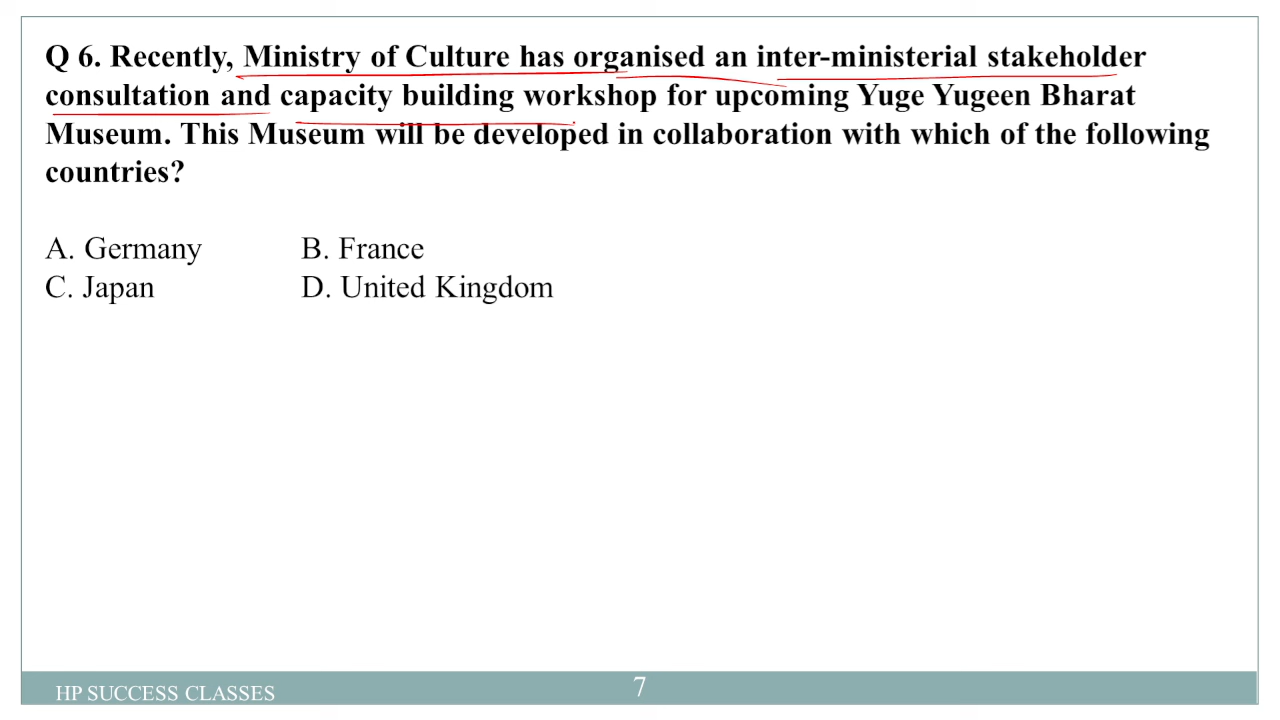 Q 6. Recently, Ministry of Culture has organised an inter-ministerial stakeholder
consultation and capacity building workshop for upcoming Yuge Yugeen Bharat
Museum. This Museum will be developed in collaboration with which of the following
countries?
A. Germany B. France
C. Japan D. United Kingdom
HP SUCCESS CLASSES 7